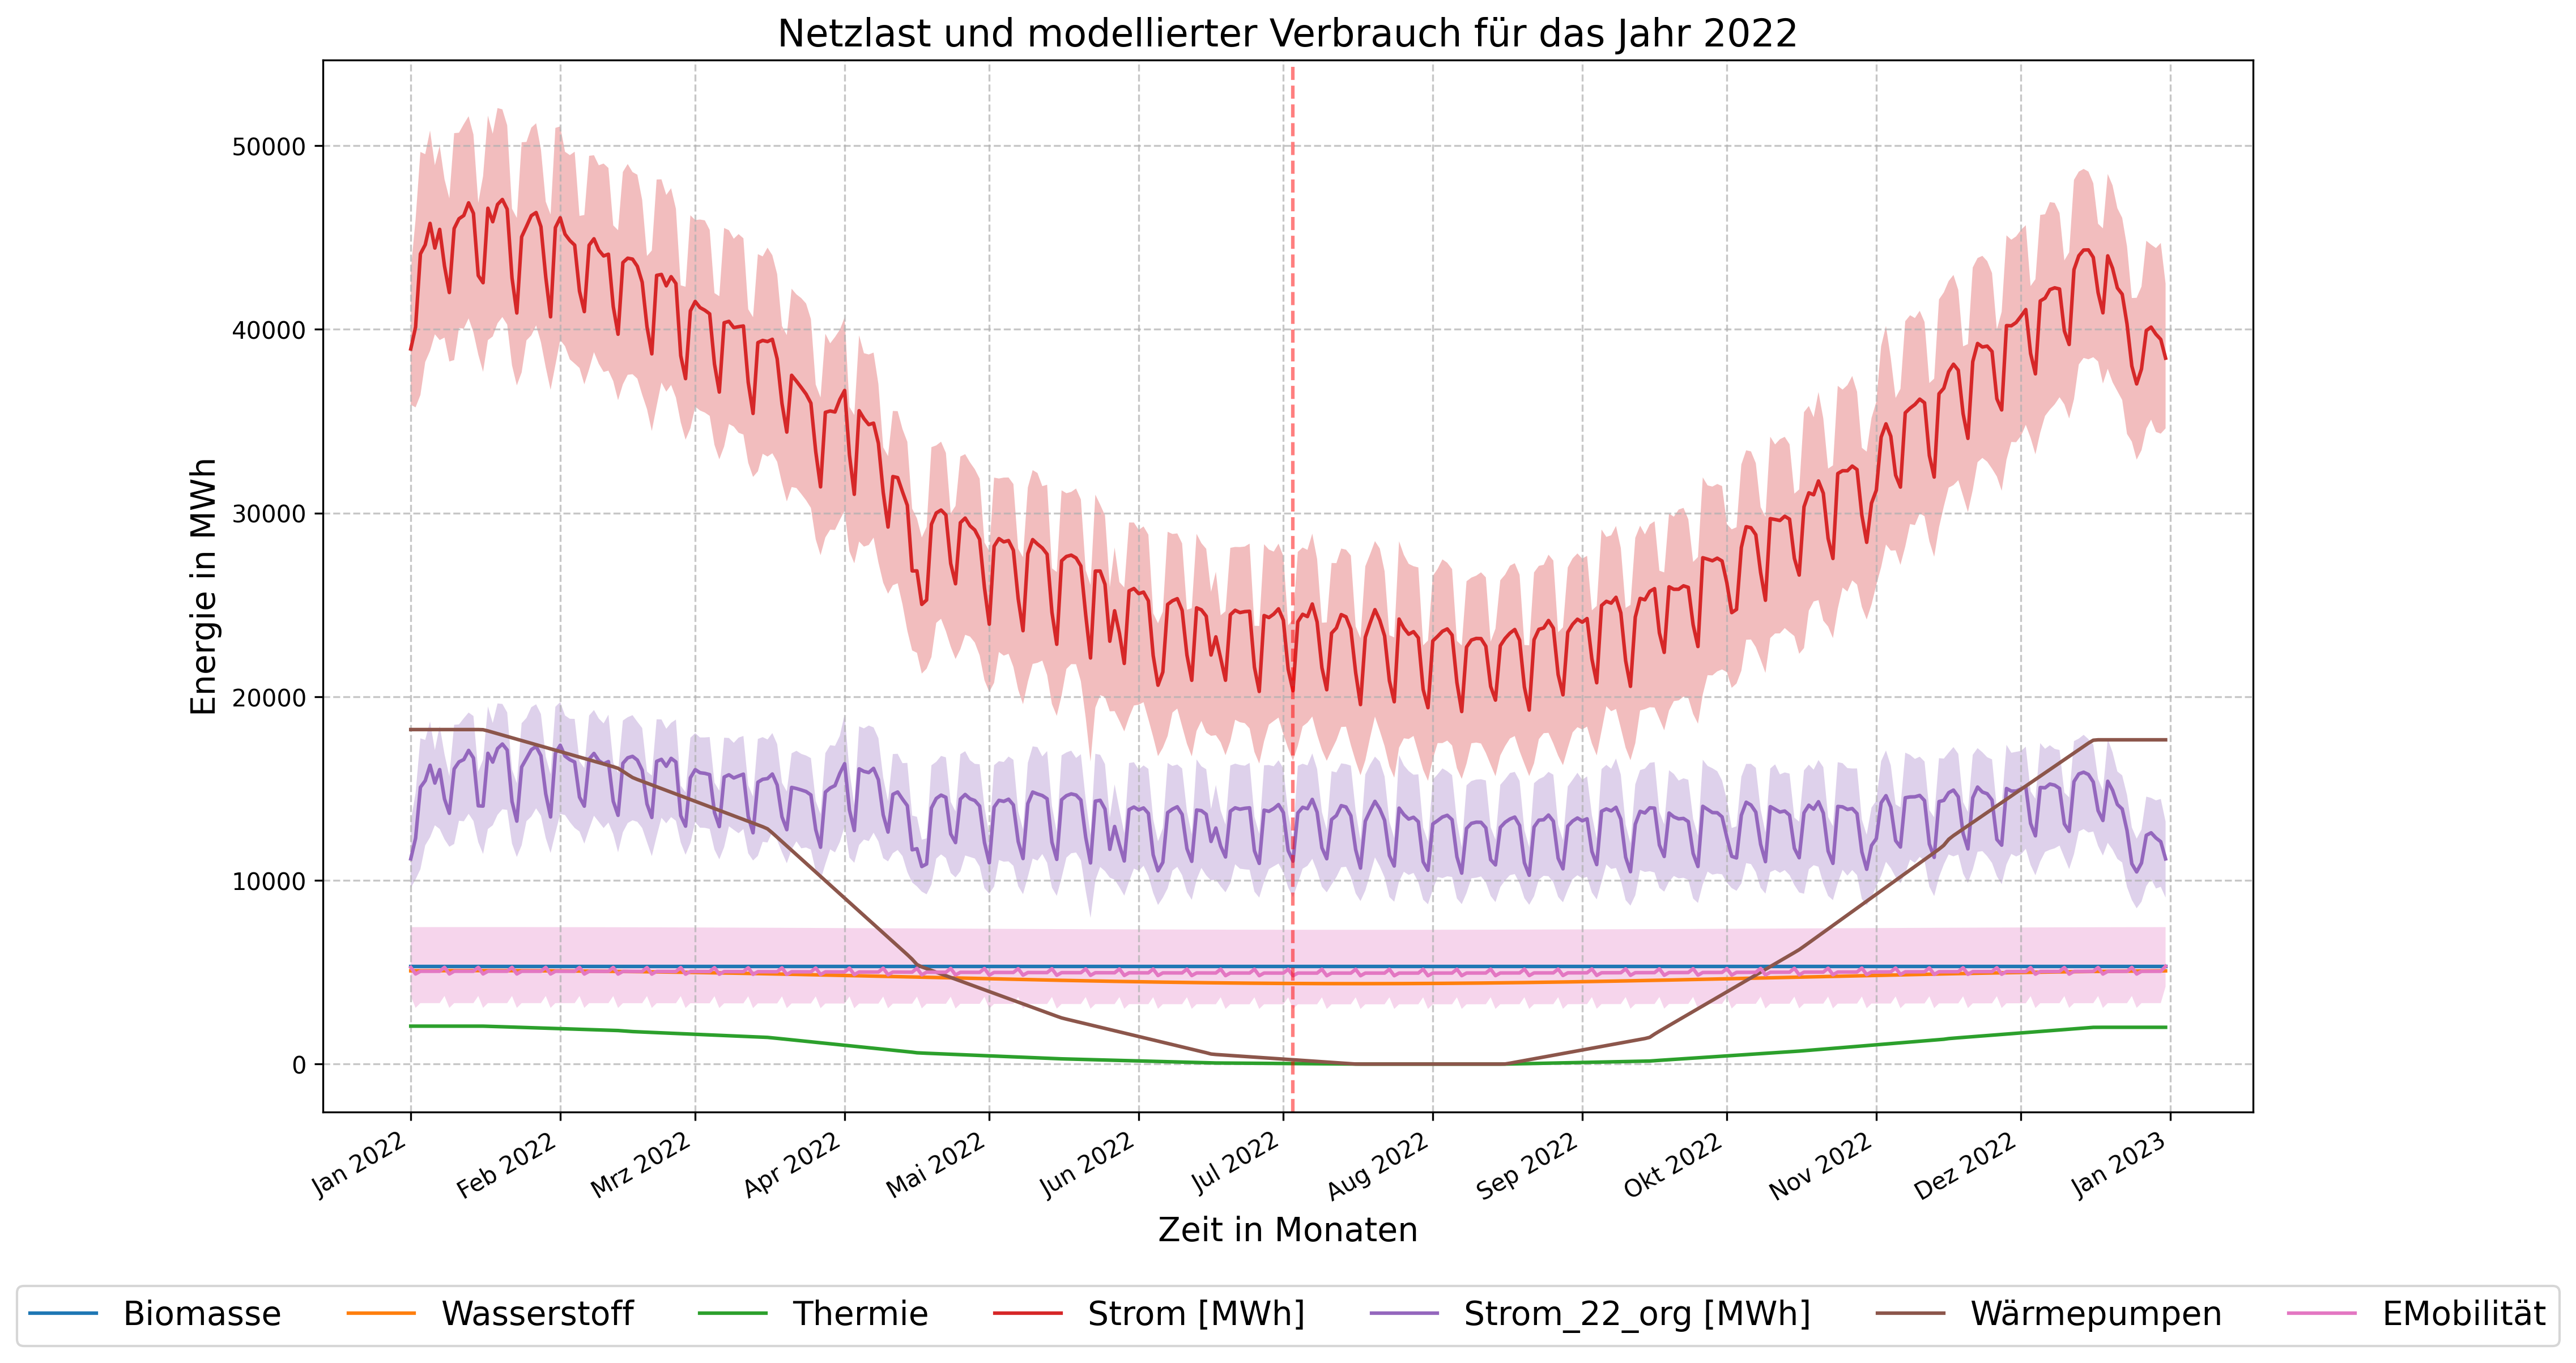 Netzlast und modellierter Verbrauch für das Jahr 2022
Energie in MWh
50000
40000
30000
20000
10000
0
Jan 2022
Feb 2022
Mrz 2022
Apr 2022
Mai 2022
Jun 2022
Jul 2022
Aug 2022
Sep 2022
Okt 2022
Nov 2022
Dez 2022
Jan 2023
Zeit in Monaten
Biomasse
Wasserstoff
Thermie
Strom [MWh]
Strom_22_org [MWh]
Wärmepumpen
EMobilität